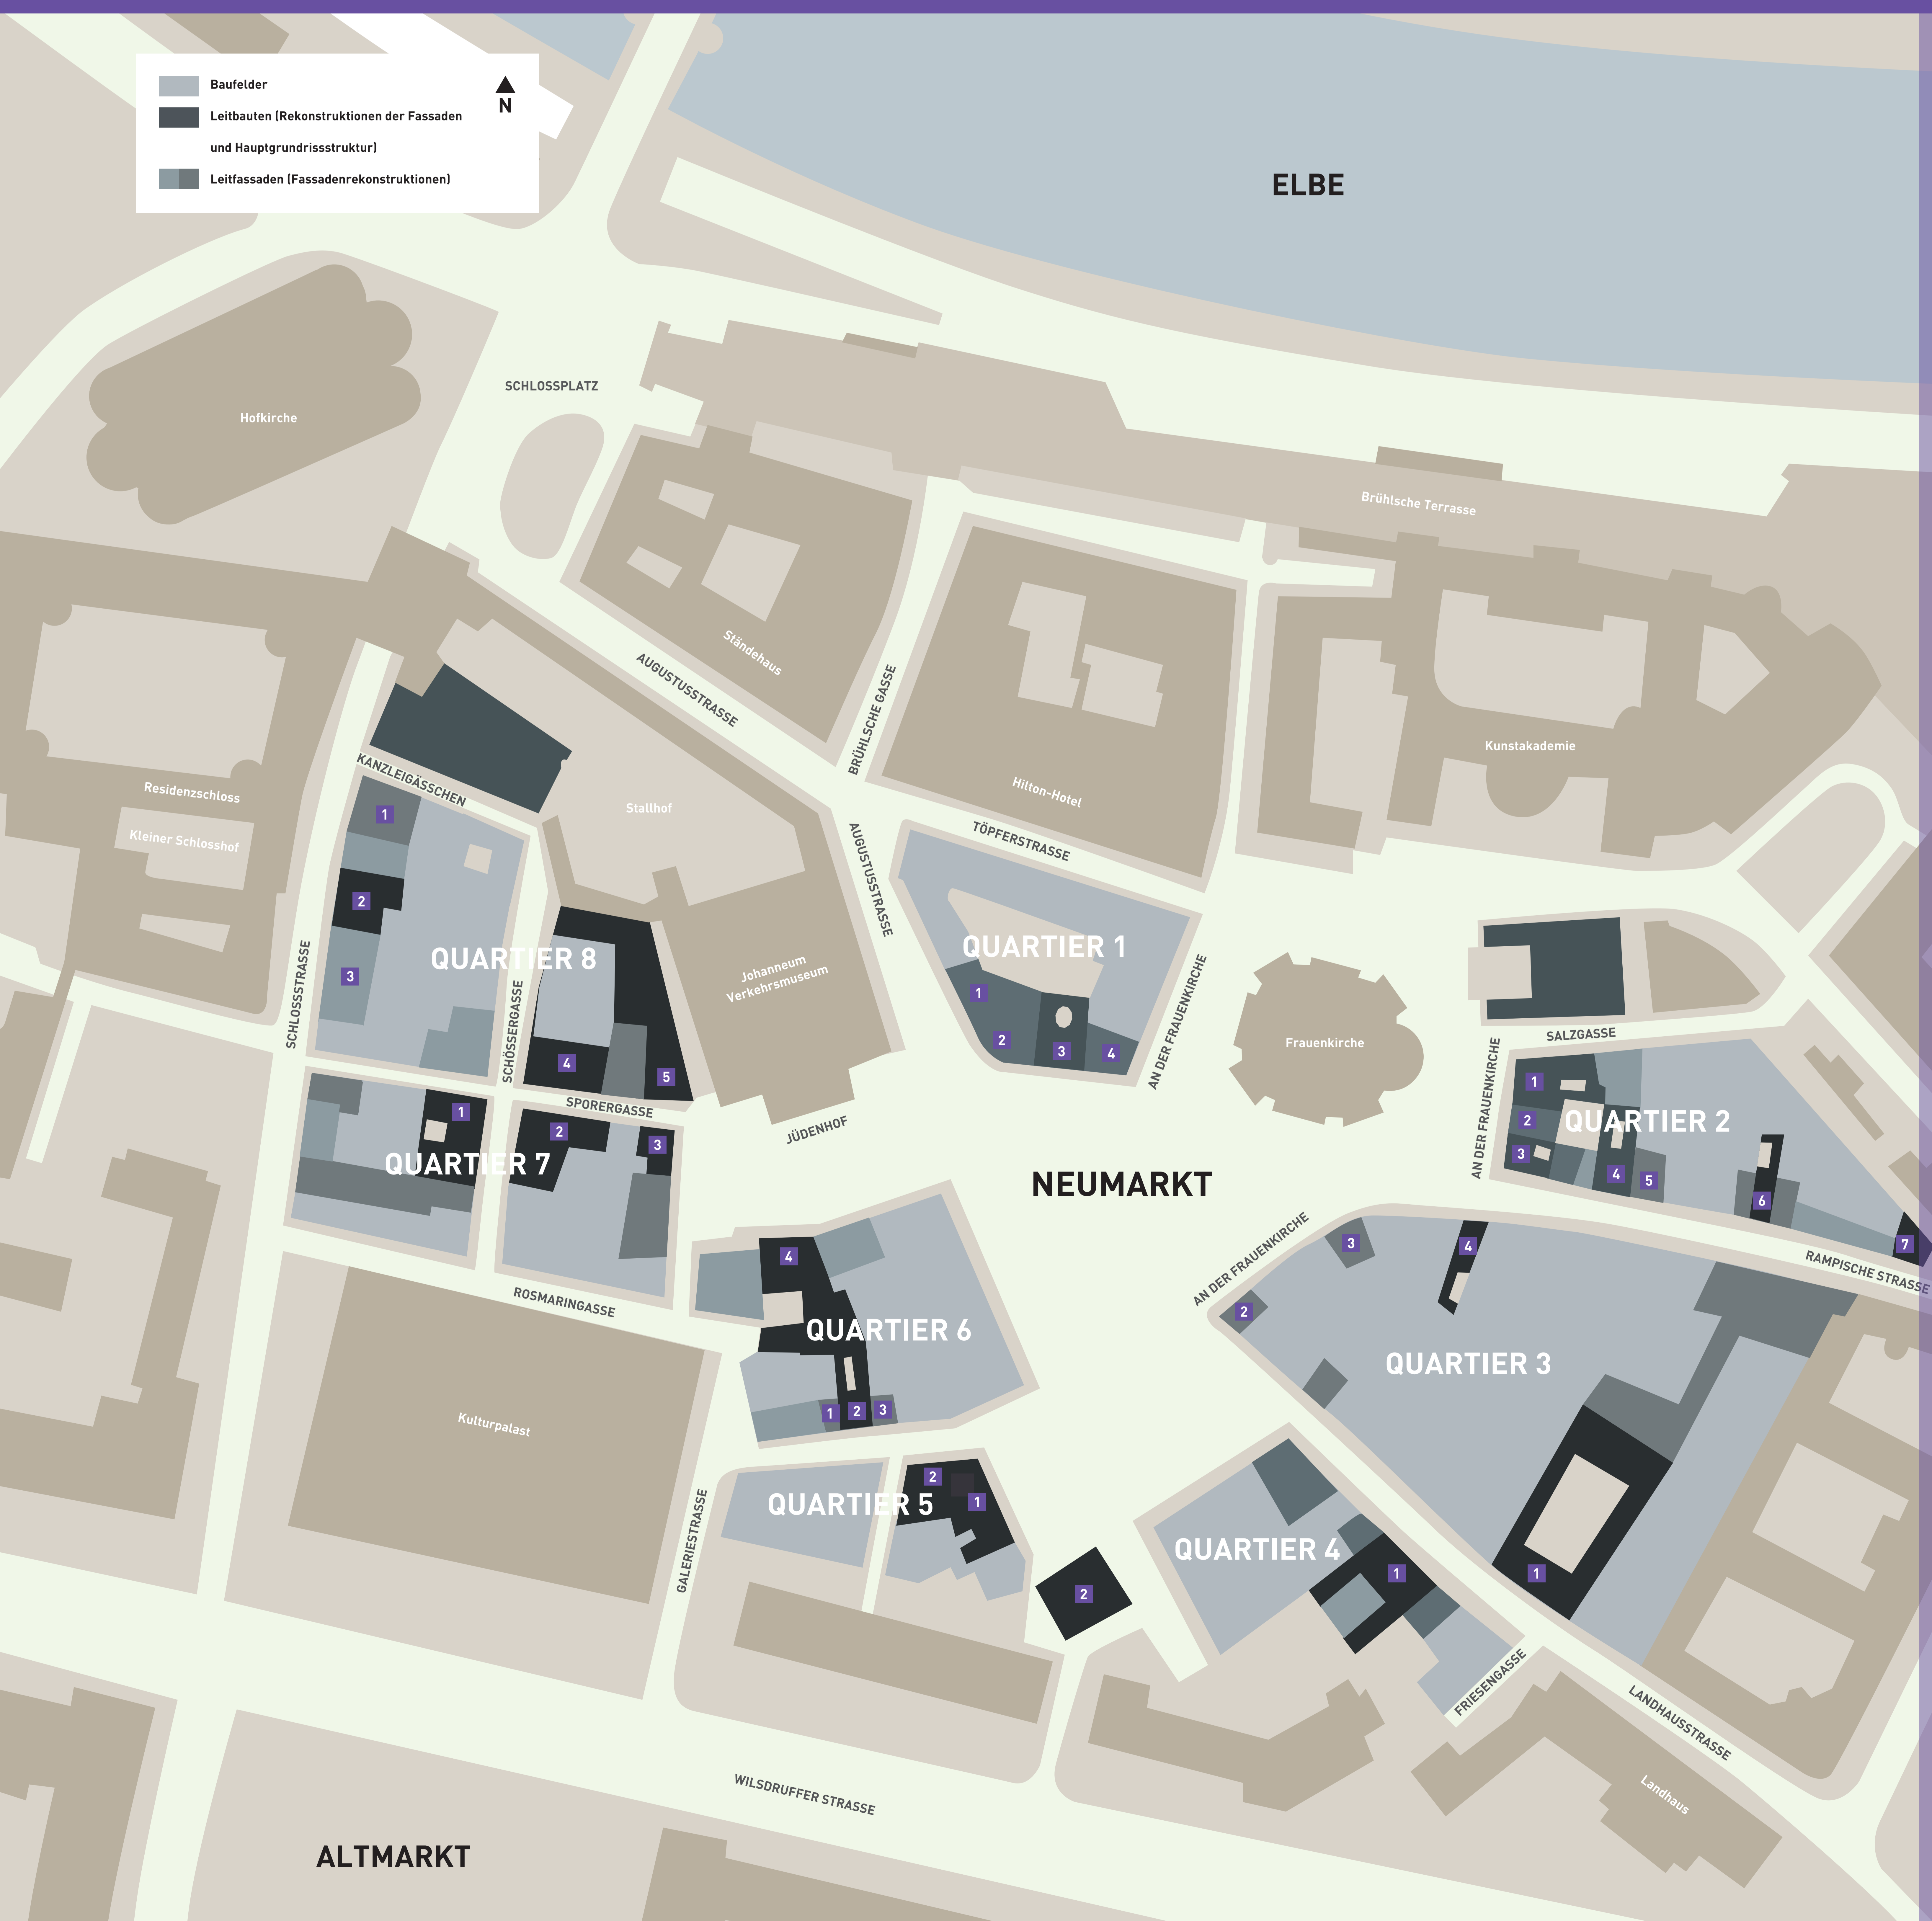 Baufelder
N
Leitbauten (Rekonstruktionen der Fassaden
und Hauptgrundrissstruktur)
Leitfassaden (Fassadenrekonstruktionen)
ELBE
SCHLOSSPLATZ
Hofkirche
Brühlsche Terrasse
Ständehaus
AUGUSTUSSTRASSE
BRÜHLSCHE GASSE
Kunstakademie
KANZLEIGÄSSCHEN
Residenzschloss
Hilton-Hotel
Stallhof
1
Kleiner Schlosshof
TÖPFERSTRASSE
AUGUSTUSSTRASSE
2
QUARTIER 8
QUARTIER 1
3
Johanneum
Verkehrsmuseum
SCHLOSSSTRASSE
SCHÖSSERGASSE
1
2
3
4
AN DER FRAUENKIRCHE
Frauenkirche
SALZGASSE
4
5
AN DER FRAUENKIRCHE
1
2
3
QUARTIER 2
4
5
6
7
SPORERGASSE
JÜDENHOF
1
2
3
QUARTIER 7
NEUMARKT
AN DER FRAUENKIRCHE
3
4
RAMPISCHE STRASSE
4
2
ROSMARINGASSE
QUARTIER 6
QUARTIER 3
1
2
3
Kulturpalast
2
QUARTIER 5
1
GALERIESTRASSE
QUARTIER 4
1
1
2
FRIESENGASSE
LANDHAUSSTRASSE
WILSDRUFFER STRASSE
Landhaus
ALTMARKT